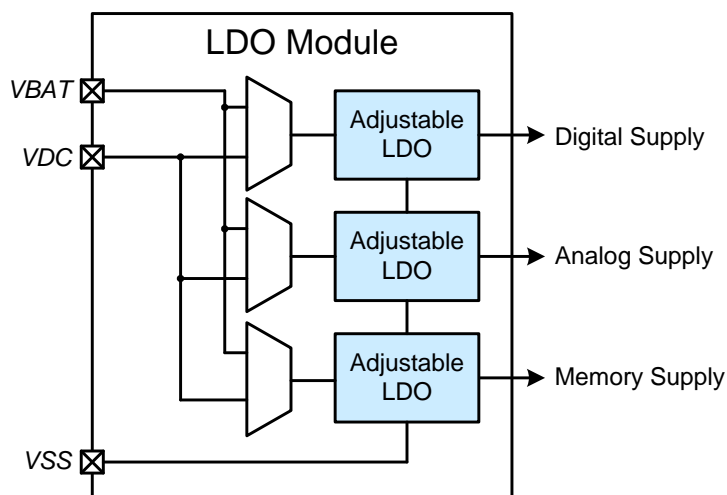 LDO Module
VBAT
VDC
Adjustable
LDO
Digital Supply
Adjustable
LDO
Analog Supply
Adjustable
LDO
Memory Supply
VSS